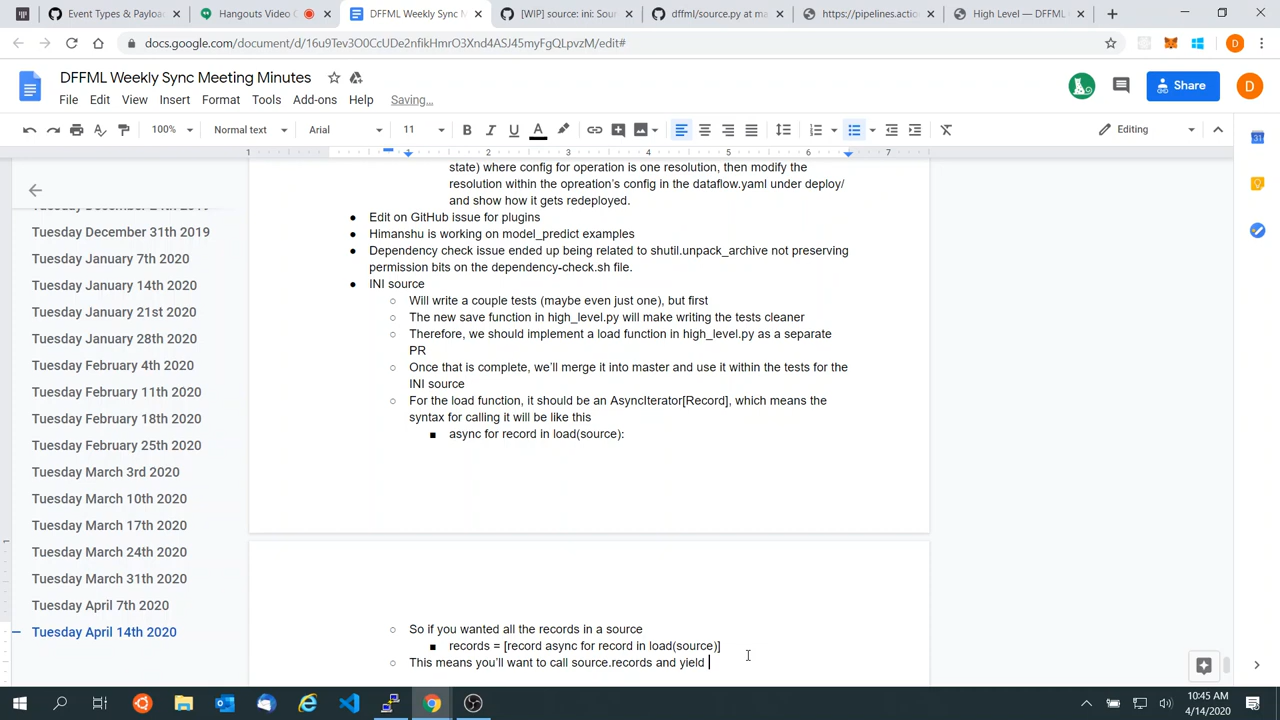 Event Types & Payloa
Hangouts Video C
DFFML Weekly Sync M
[WIP] source: ini: Sour
dffml/source.py at ma
https://pipelines.action
High Level — DFFML
docs.google.com/document/d/16u9Tev3O0CcUDe2nfikHmrO3Xnd4ASJ45myFgQLpvzM/edit#
D
DFFML Weekly Sync Meeting Minutes
File Edit View Insert Format Tools Add-ons Help Saving...
Share
D
100% Normal text Arial 11 B I U A Editing
1 1 2 3 4 5 6 7
Tuesday December 31th 2019
Tuesday January 7th 2020
Tuesday January 14th 2020
Tuesday January 21st 2020
Tuesday January 28th 2020
Tuesday February 4th 2020
Tuesday February 11th 2020
Tuesday February 18th 2020
Tuesday February 25th 2020
Tuesday March 3rd 2020
Tuesday March 10th 2020
Tuesday March 17th 2020
Tuesday March 24th 2020
Tuesday March 31th 2020
Tuesday April 7th 2020
Tuesday April 14th 2020
state) where config for operation is one resolution, then modify the
resolution within the opreation's config in the dataflow.yaml under deploy/
and show how it gets redeployed.
● Edit on GitHub issue for plugins
● Himanshu is working on model_predict examples
● Dependency check issue ended up being related to shutil.unpack_archive not preserving
permission bits on the dependency-check.sh file.
● INI source
○ Will write a couple tests (maybe even just one), but first
○ The new save function in high_level.py will make writing the tests cleaner
○ Therefore, we should implement a load function in high_level.py as a separate
PR
○ Once that is complete, we'll merge it into master and use it within the tests for the
INI source
○ For the load function, it should be an AsyncIterator[Record], which means the
syntax for calling it will be like this
■ async for record in load(source):
○ So if you wanted all the records in a source
■ records = [record async for record in load(source)]
○ This means you'll want to call source.records and yield
10:45 AM
4/14/2020